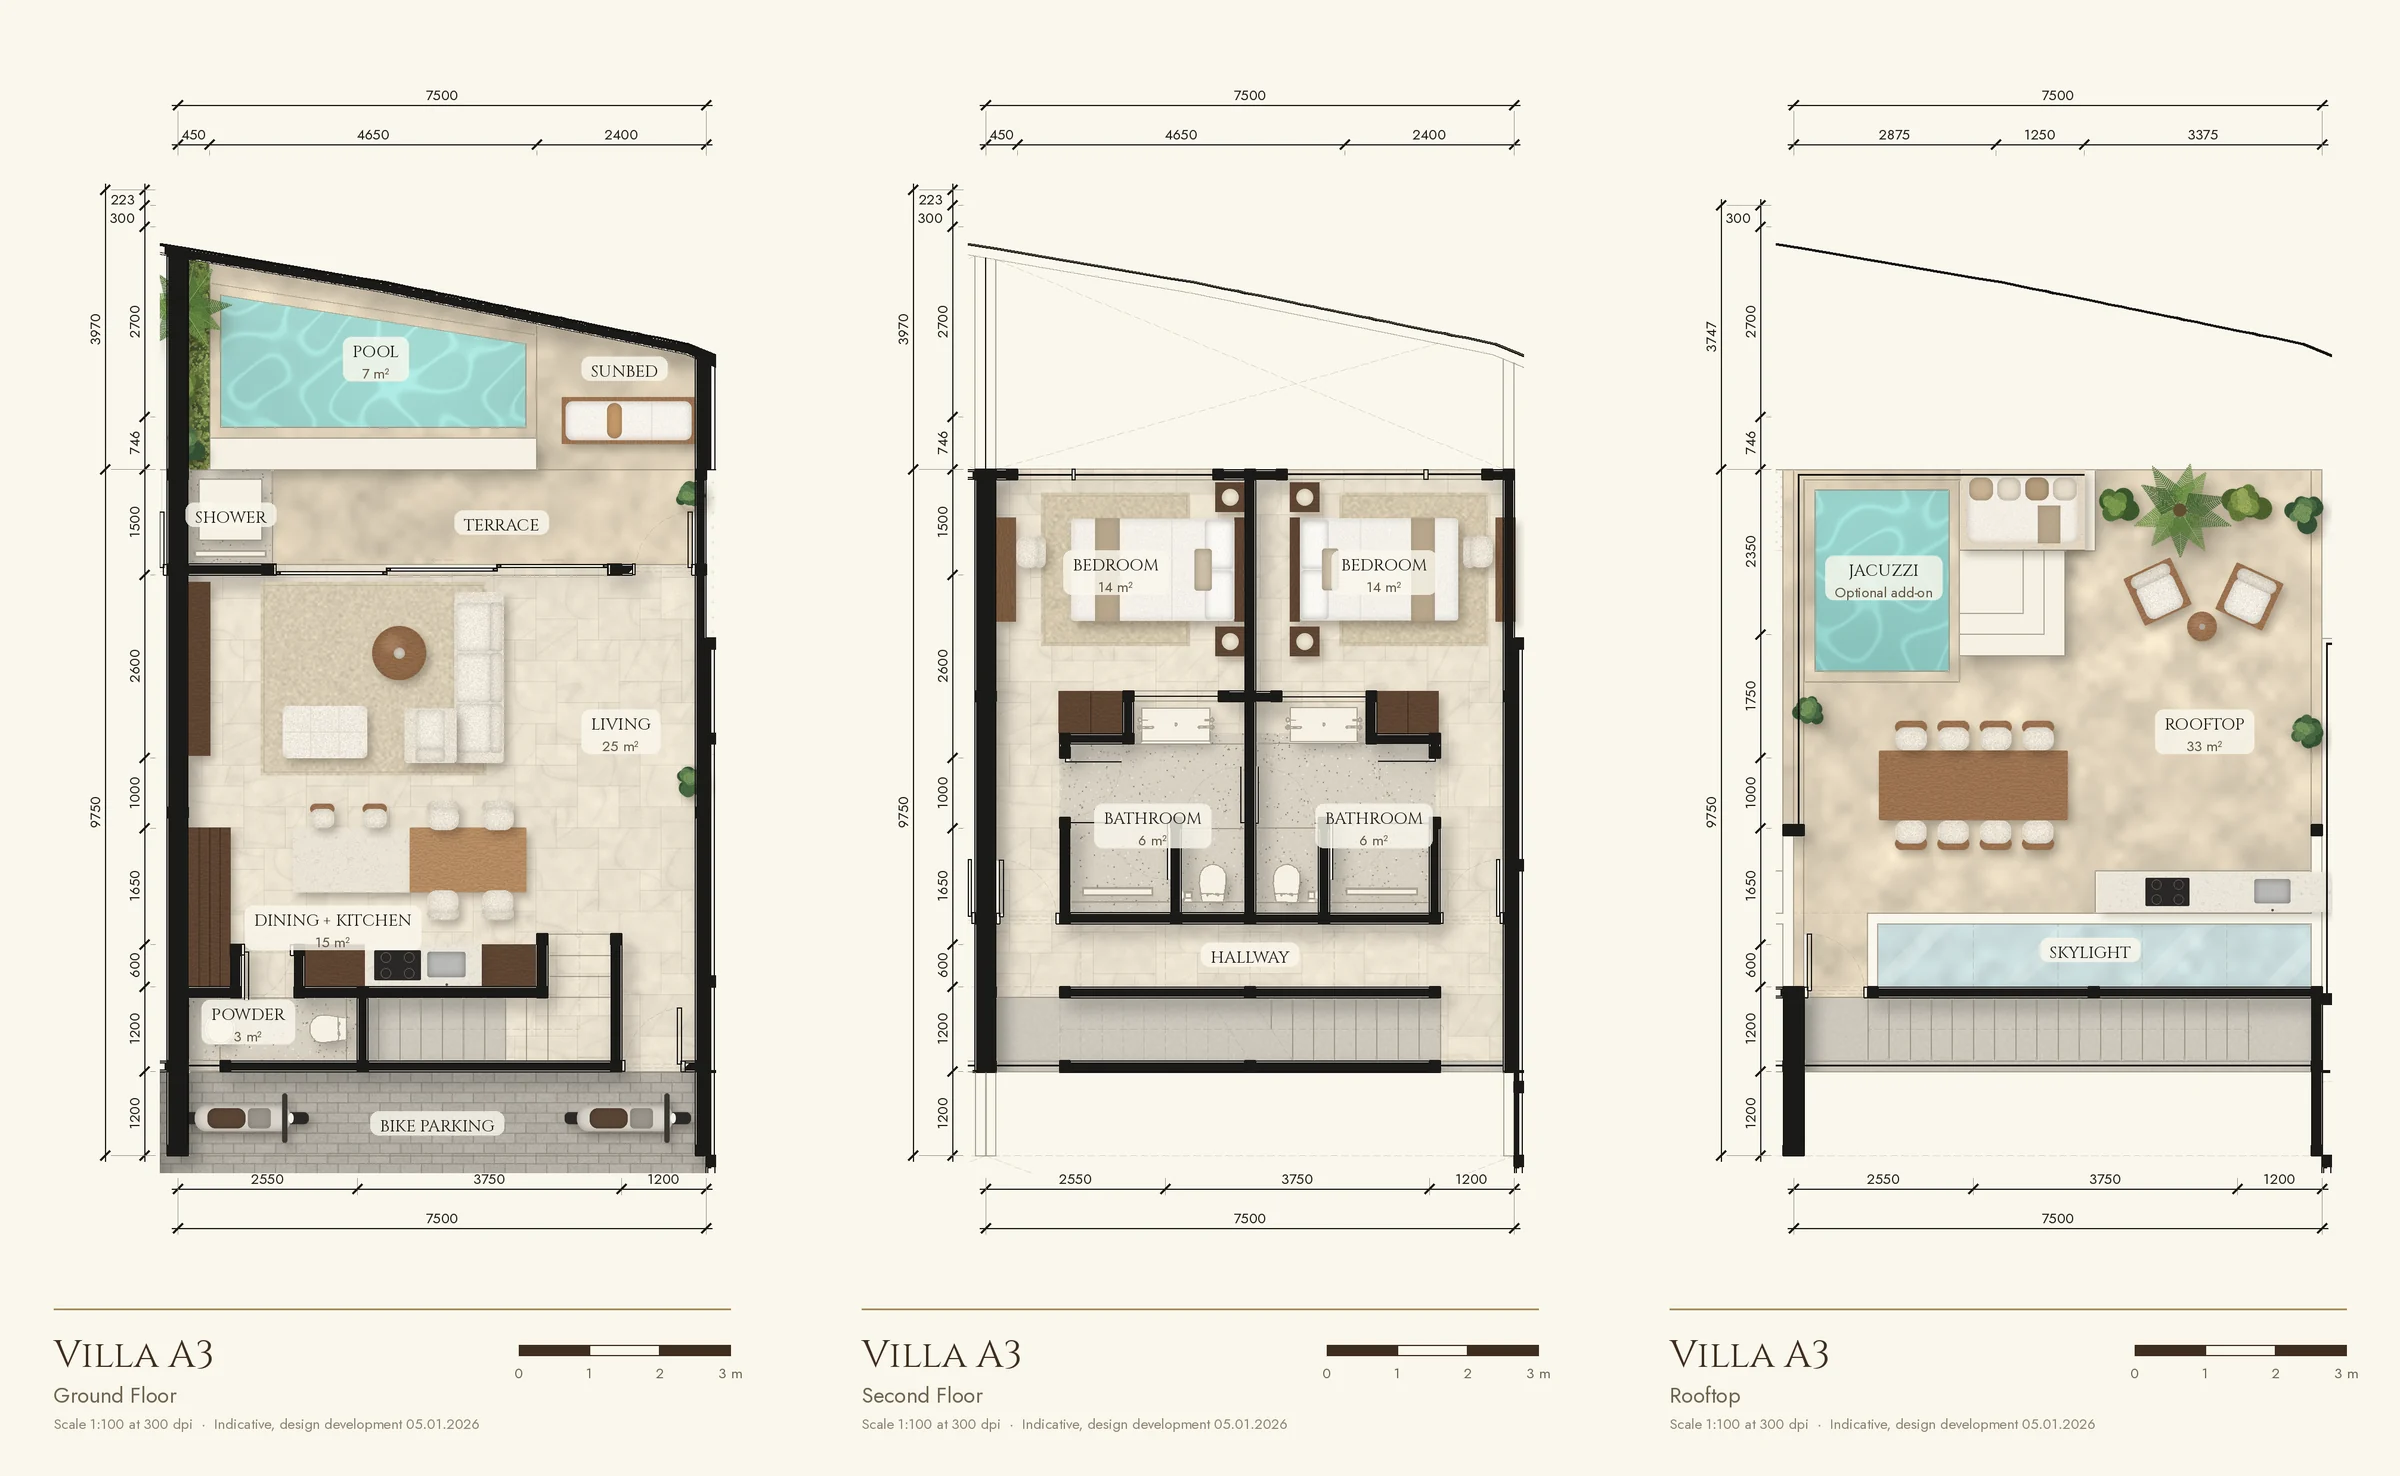 7500
450
4650
2400
223
300
3970
2700
746
1500
2600
9750
1000
1650
600
1200
1200
POOL
7 m²
SUNBED
SHOWER
TERRACE
LIVING
25 m²
DINING + KITCHEN
15 m²
POWDER
3 m²
BIKE PARKING
2550
3750
1200
7500
VILLA A3
Ground Floor
Scale 1:100 at 300 dpi · Indicative, design development 05.01.2026
0 1 2 3 m
7500
450
4650
2400
223
300
3970
2700
746
1500
2600
9750
1000
1650
600
1200
1200
BEDROOM
14 m²
BEDROOM
14 m²
BATHROOM
6 m²
BATHROOM
6 m²
HALLWAY
2550
3750
1200
7500
VILLA A3
Second Floor
Scale 1:100 at 300 dpi · Indicative, design development 05.01.2026
0 1 2 3 m
7500
2875
1250
3375
300
3747
2700
746
2350
1750
9750
1000
1650
600
1200
1200
JACUZZI
Optional add-on
ROOFTOP
33 m²
SKYLIGHT
2550
3750
1200
7500
VILLA A3
Rooftop
Scale 1:100 at 300 dpi · Indicative, design development 05.01.2026
0 1 2 3 m